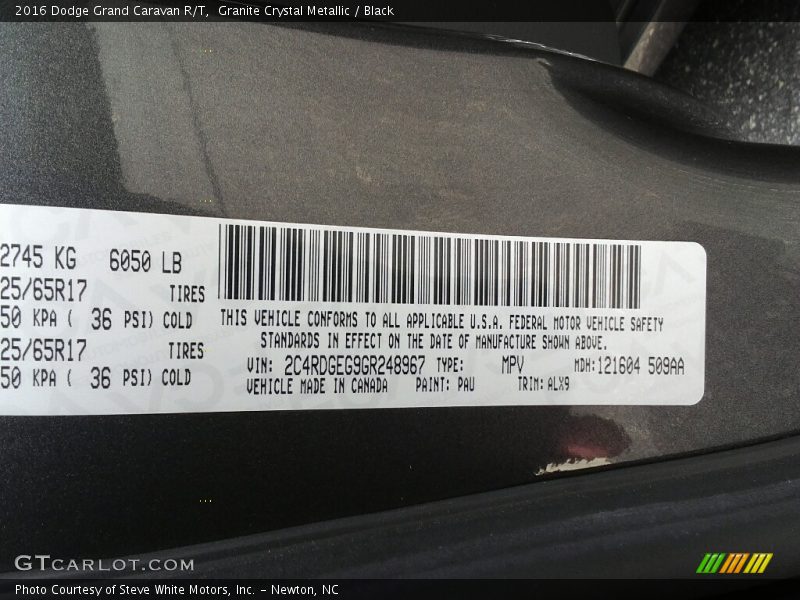 2016 Dodge Grand Caravan R/T, Granite Crystal Metallic / Black
2745 KG 6050 LB
25/65R17 TIRES
50 KPA ( 36 PSI) COLD
25/65R17 TIRES
50 KPA ( 36 PSI) COLD
THIS VEHICLE CONFORMS TO ALL APPLICABLE U.S.A. FEDERAL MOTOR VEHICLE SAFETY
STANDARDS IN EFFECT ON THE DATE OF MANUFACTURE SHOWN ABOVE.
VIN: 2C4RDGEG9GR248967 TYPE: MPV MDH:121604 509AA
VEHICLE MADE IN CANADA PAINT: PAU TRIM: ALX9
GTCARLOT.COM
Photo Courtesy of Steve White Motors, Inc. – Newton, NC